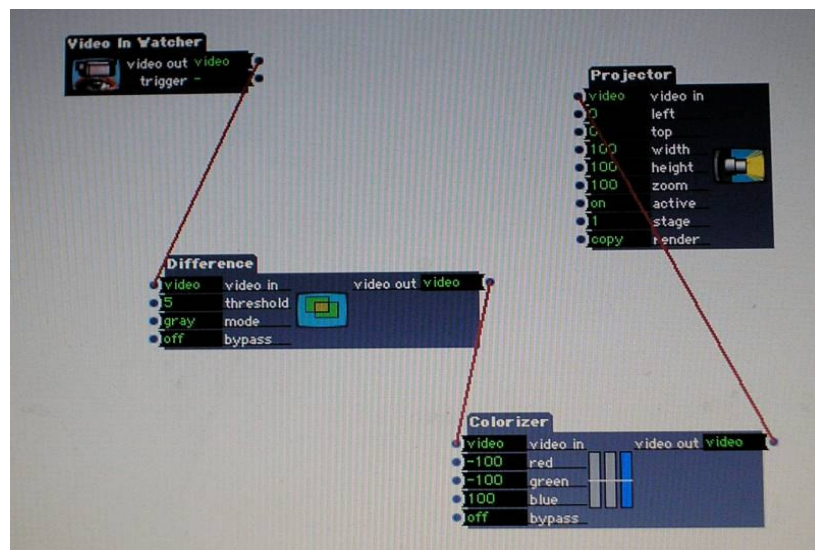 Video In Watcher
video out video
trigger -
Projector
video video in
0 left
0 top
100 width
100 height
100 zoom
on active
1 stage
copy render
Difference
video video in video out video
5 threshold
gray mode
off bypass
Colorizer
video video in video out video
-100 red
-100 green
100 blue
off bypass